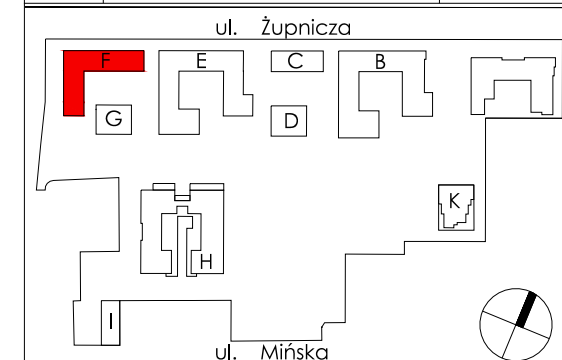 ul. Żupnicza
F E C B
G D
K
H
I
ul. Mińska